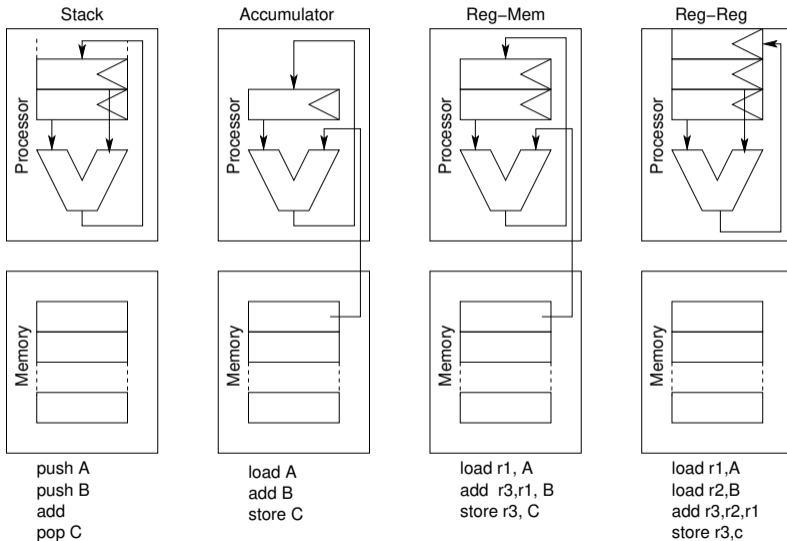 Stack
Accumulator
Reg−Mem
Reg−Reg
Processor
Processor
Processor
Processor
Memory
Memory
Memory
Memory
push A
push B
add
pop C
load A
add B
store C
load r1, A
add r3,r1, B
store r3, C
load r1,A
load r2,B
add r3,r2,r1
store r3,c